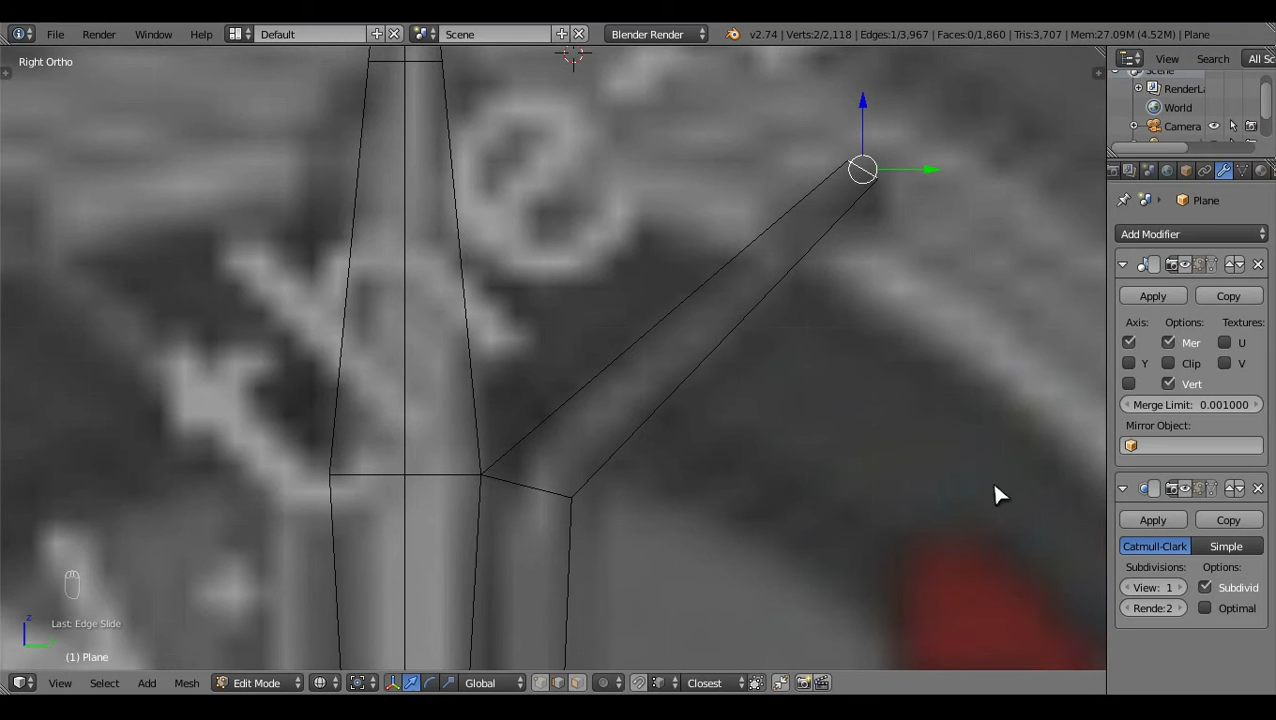 File Render Window Help Default Scene Blender Render v2.74 | Verts:2/2,118 | Edges:1/3,967 | Faces:0/1,860 | Tris:3,707 | Mem:27.09M (4.52M) | Plane
Right Ortho
View Search All Sc
Scene
RenderLa
World
Camera
Plane
Add Modifier
Apply Copy
Axis: Options: Textures:
Mer U
Y Clip V
Vert
Merge Limit: 0.001000
Mirror Object:
Apply Copy
Catmull-Clark Simple
Subdivisions: Options:
View: 1 Subdivid
Rende:2 Optimal
Last: Edge Slide
z
(1) Plane
View Select Add Mesh Edit Mode Global Closest